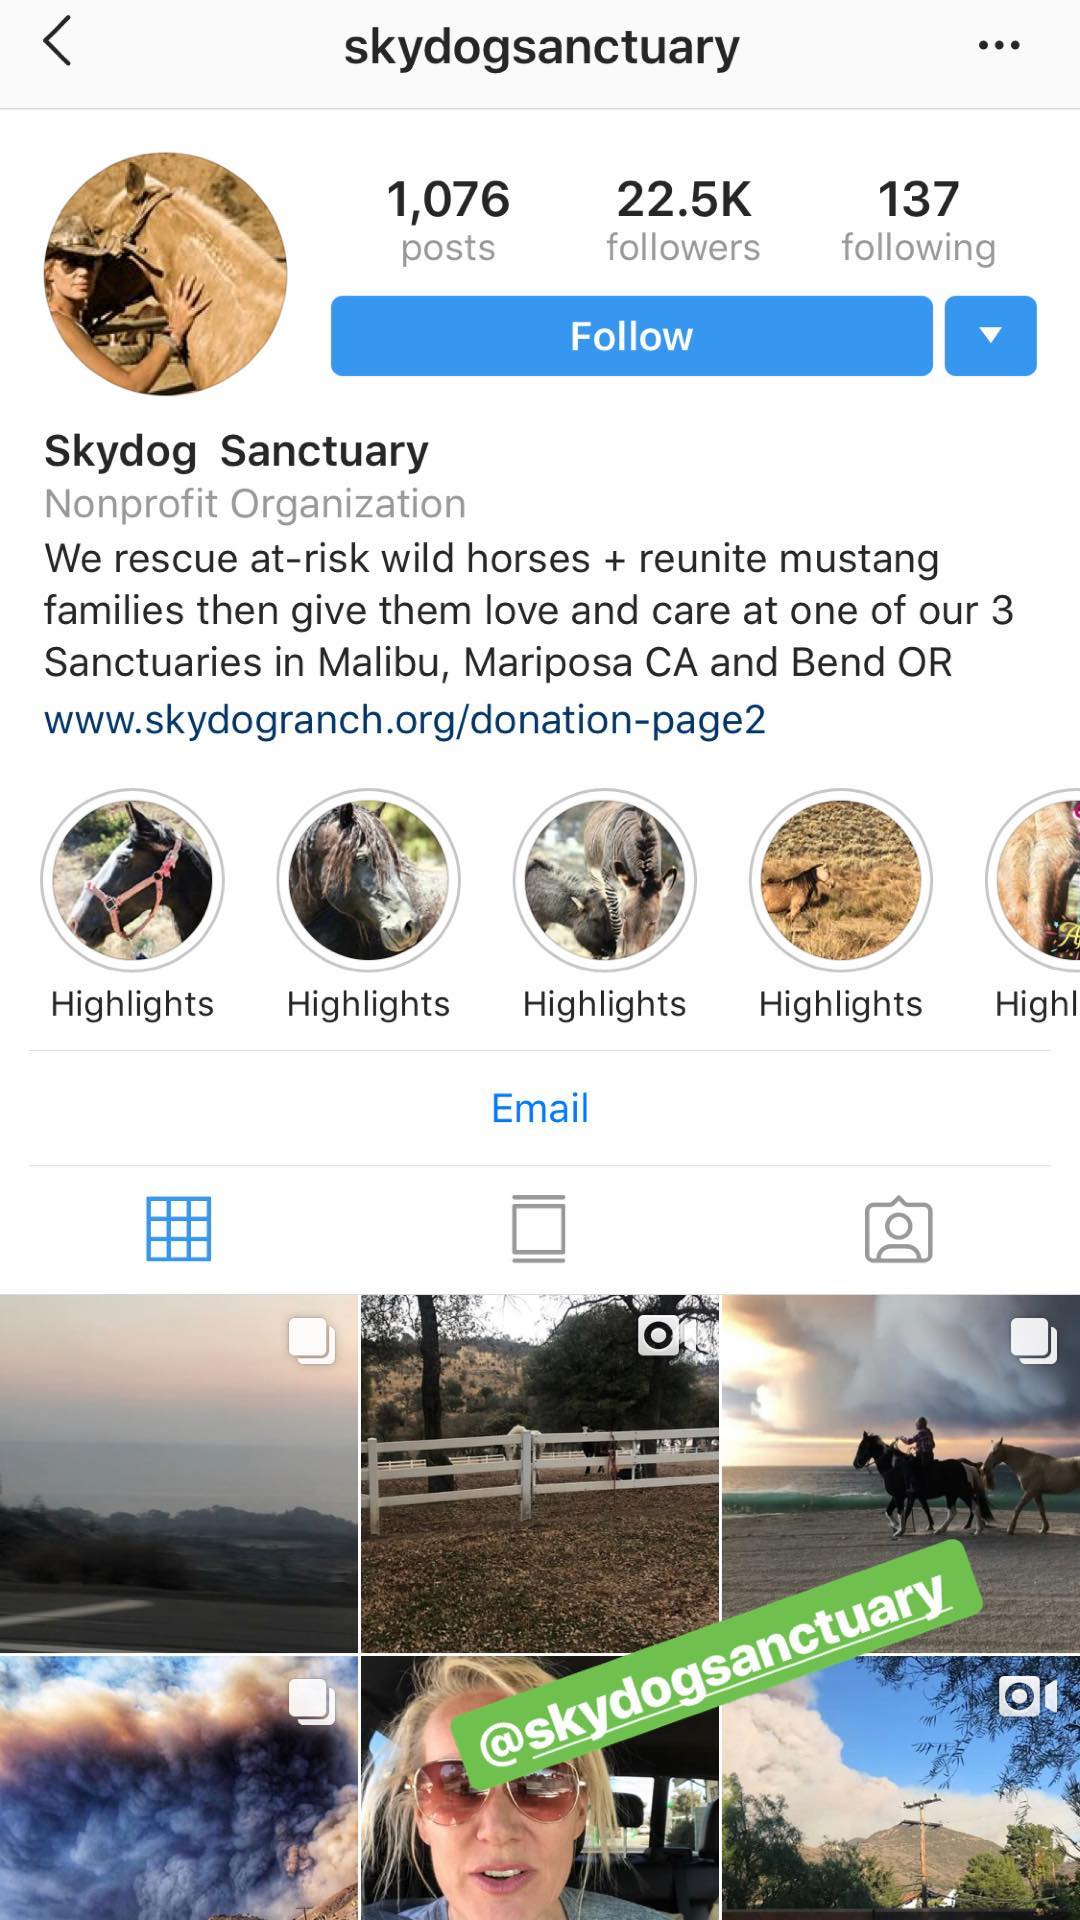 skydogsanctuary
1,076 22.5K 137
posts followers following
Follow
Skydog Sanctuary
Nonprofit Organization
We rescue at-risk wild horses + reunite mustang
families then give them love and care at one of our 3
Sanctuaries in Malibu, Mariposa CA and Bend OR
www.skydogranch.org/donation-page2
Highlights Highlights Highlights Highlights Highl
Email
@skydogsanctuary